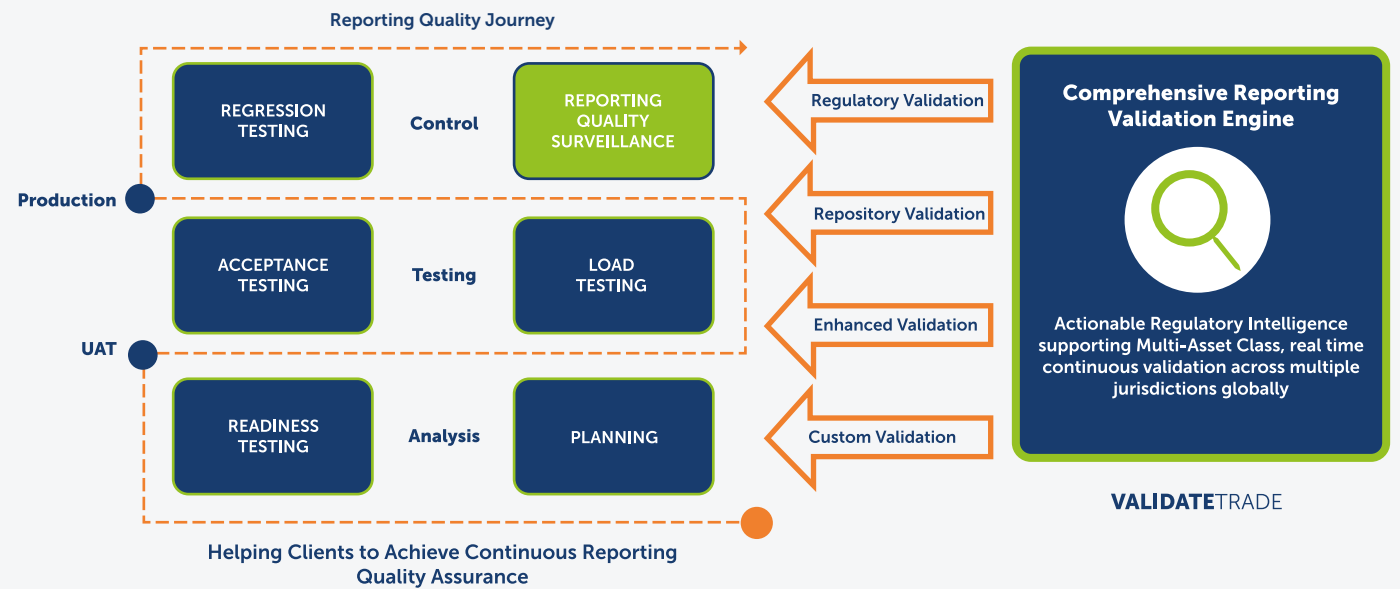 Reporting Quality Journey
REGRESSION
TESTING
Control
REPORTING
QUALITY
SURVEILLANCE
Production
ACCEPTANCE
TESTING
Testing
LOAD
TESTING
UAT
READINESS
TESTING
Analysis
PLANNING
Helping Clients to Achieve Continuous Reporting
Quality Assurance
Regulatory Validation
Repository Validation
Enhanced Validation
Custom Validation
Comprehensive Reporting
Validation Engine
Actionable Regulatory Intelligence
supporting Multi-Asset Class, real time
continuous validation across multiple
jurisdictions globally
VALIDATETRADE